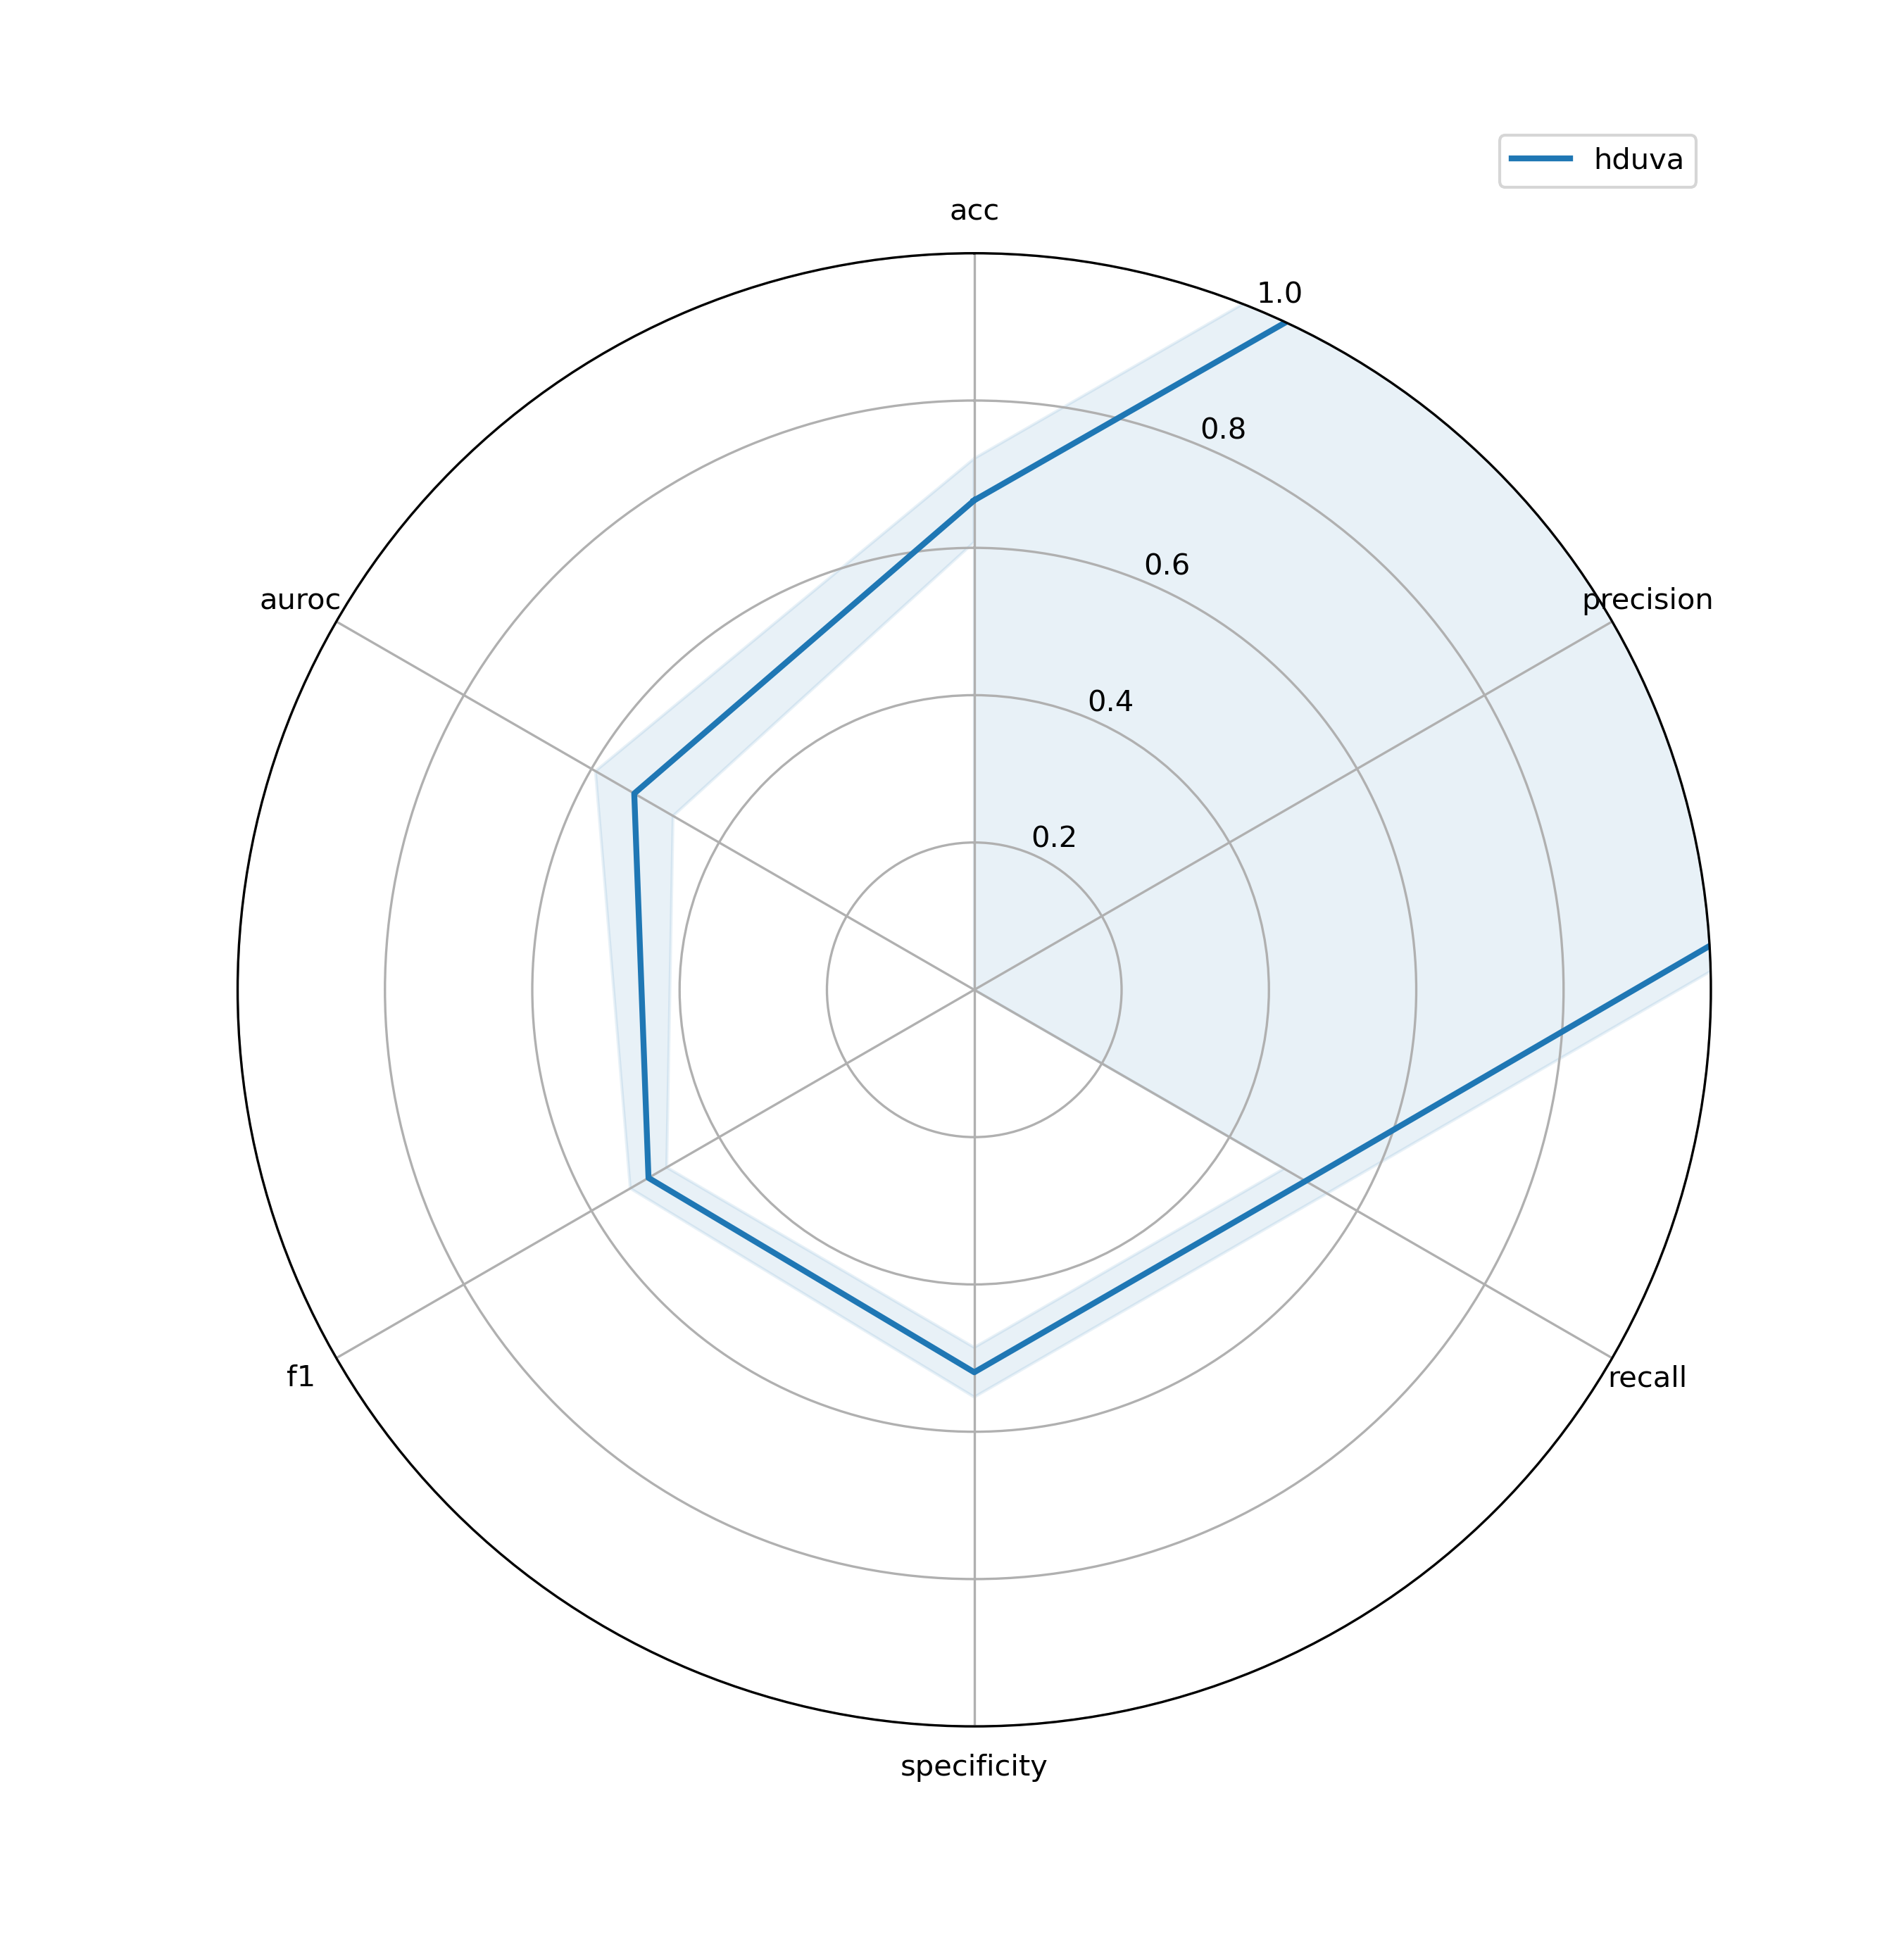 hduva
acc
1.0
0.8
0.6
auroc
precision
0.4
0.2
f1
recall
specificity